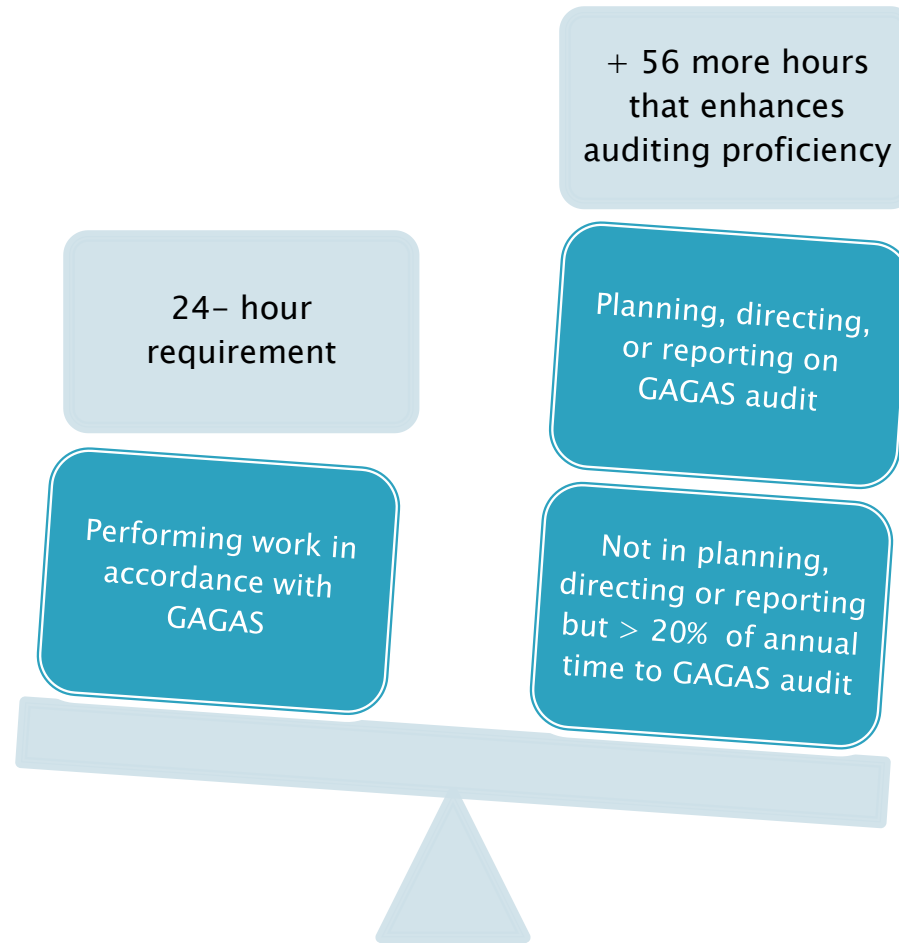 24- hour
requirement
Performing work in
accordance with
GAGAS
+ 56 more hours
that enhances
auditing proficiency
Planning, directing,
or reporting on
GAGAS audit
Not in planning,
directing or reporting
but > 20% of annual
time to GAGAS audit